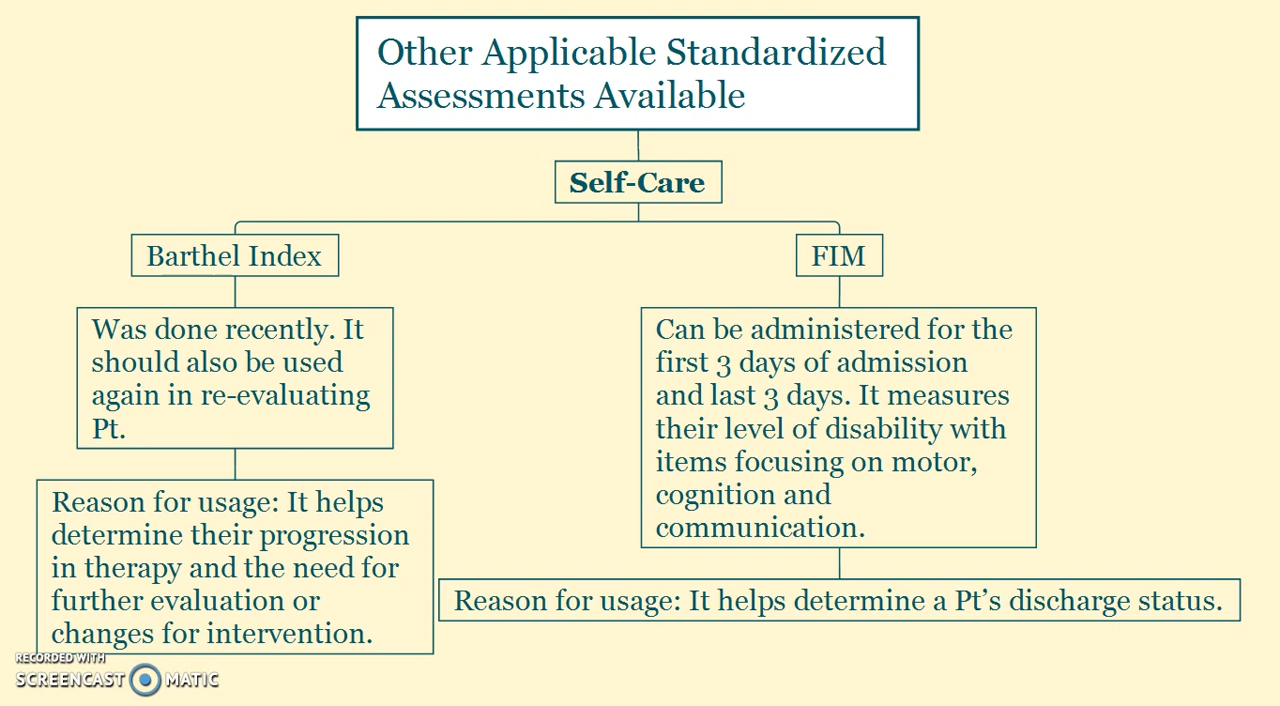 Other Applicable Standardized
Assessments Available
Self-Care
Barthel Index
FIM
Was done recently. It
should also be used
again in re-evaluating
Pt.
Can be administered for the
first 3 days of admission
and last 3 days. It measures
their level of disability with
items focusing on motor,
cognition and
communication.
Reason for usage: It helps
determine their progression
in therapy and the need for
further evaluation or
changes for intervention.
Reason for usage: It helps determine a Pt’s discharge status.
RECORDED WITH
SCREENCAST MATIC